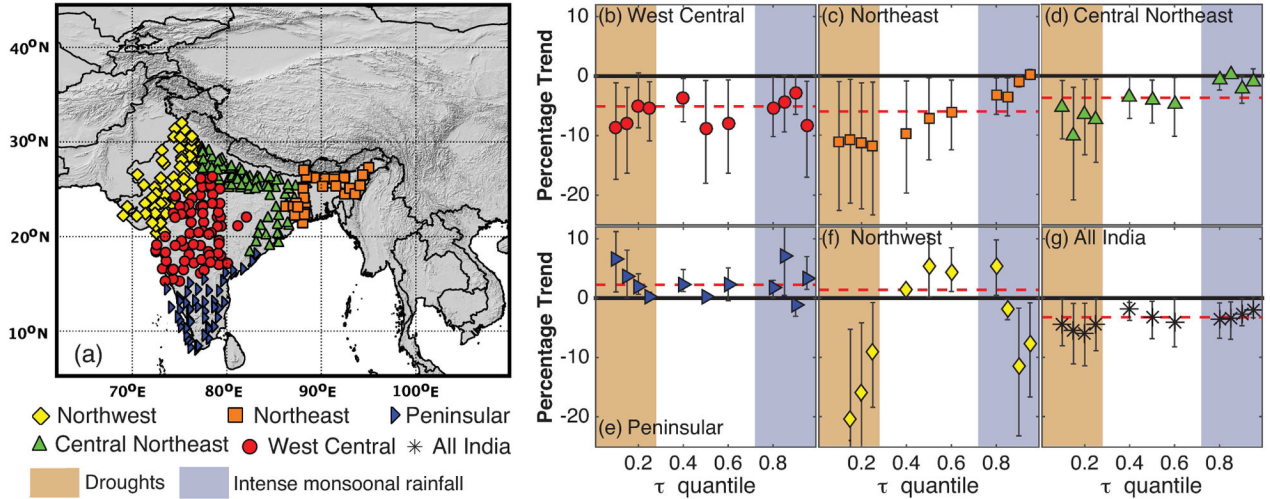 40°N
30°N
20°N
10°N
(a)
70°E
80°E
90°E
100°E
Northwest
Northeast
Peninsular
Central Northeast
West Central
All India
Droughts
Intense monsoonal rainfall
(b) West Central
(c) Northeast
(d) Central Northeast
Percentage Trend
10
0
-10
-20
(e) Peninsular
(f) Northwest
(g) All India
Percentage Trend
10
0
-10
-20
0.2 0.4 0.6 0.8
0.2 0.4 0.6 0.8
0.2 0.4 0.6 0.8
τ quantile
τ quantile
τ quantile